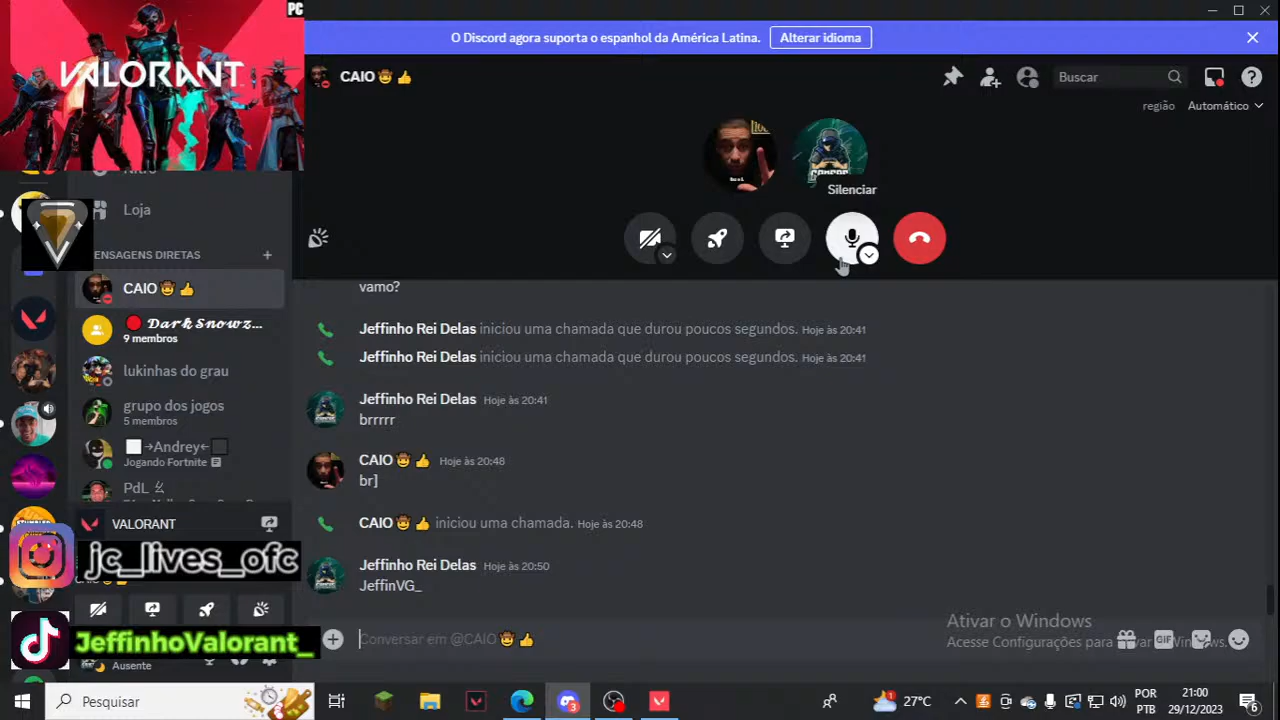 PC
VALORANT
O Discord agora suporta o espanhol da América Latina.
Alterar idioma
CAIO 🤠👍
Buscar
região
Automático
Silenciar
Loja
MENSAGENS DIRETAS
CAIO 🤠👍
🔴 𝓓𝓪𝓻𝓴 𝓢𝓷𝓸𝔀𝔃...
9 membros
lukinhas do grau
grupo dos jogos
5 membros
Andrey
Jogando Fortnite
PdL
VALORANT
jc_lives_ofc
JeffinhoValorant_
Ausente
vamo?
Jeffinho Rei Delas iniciou uma chamada que durou poucos segundos. Hoje às 20:41
Jeffinho Rei Delas iniciou uma chamada que durou poucos segundos. Hoje às 20:41
Jeffinho Rei Delas Hoje às 20:41
brrrrr
CAIO 🤠👍 Hoje às 20:48
br]
CAIO 🤠👍 iniciou uma chamada. Hoje às 20:48
Jeffinho Rei Delas Hoje às 20:50
JeffinVG_
Conversar em @CAIO 🤠👍
GIF
Ativar o Windows
Acesse Configurações para ativar o Windows.
Pesquisar
3
1
27°C
POR
PTB
21:00
29/12/2023
6